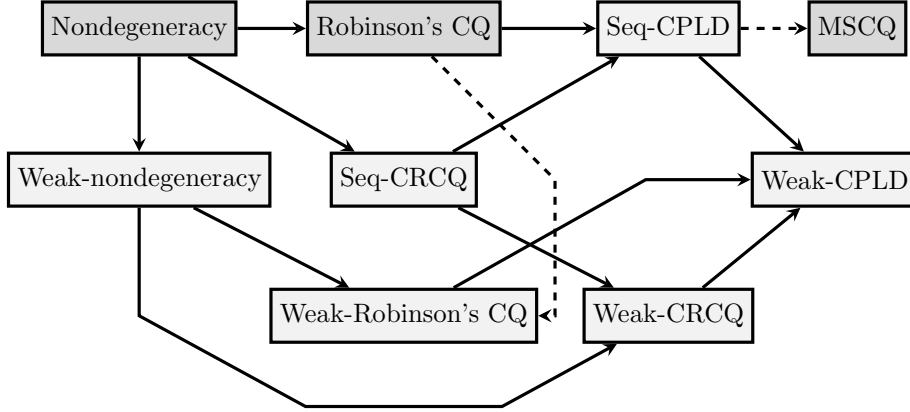 Nondegeneracy
Robinson's CQ
Seq-CPLD
MSCQ
Weak-nondegeneracy
Seq-CRCQ
Weak-CPLD
Weak-Robinson's CQ
Weak-CRCQ